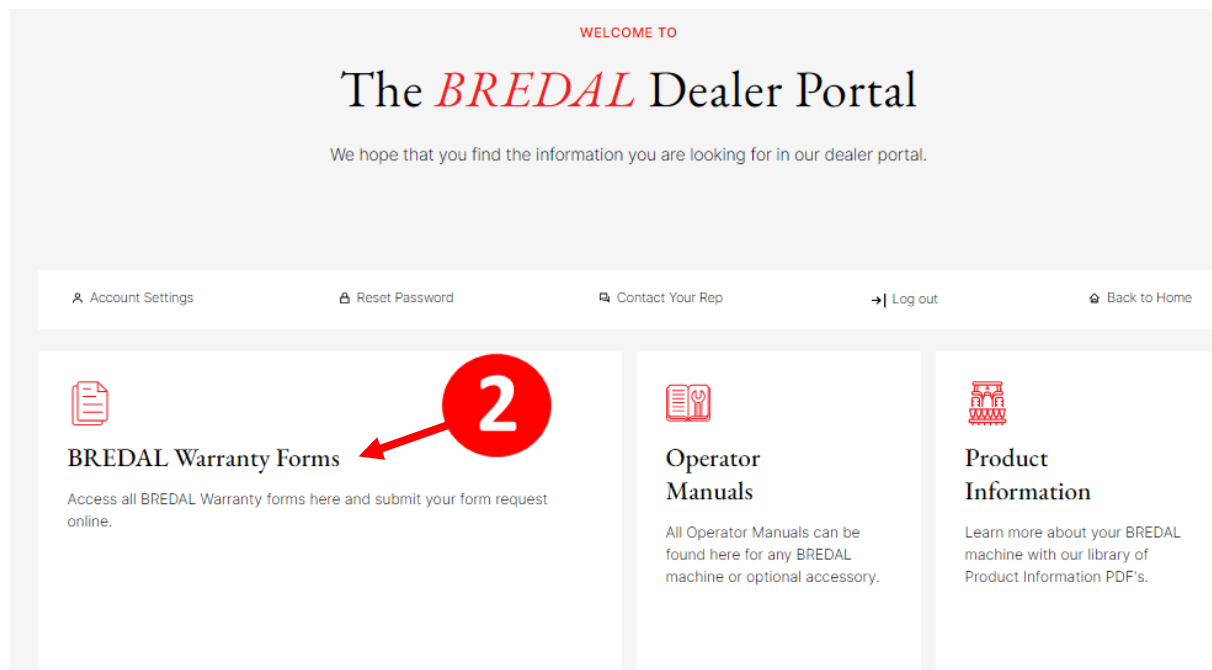 WELCOME TO
The BREDAL Dealer Portal
We hope that you find the information you are looking for in our dealer portal.
Account Settings
Reset Password
Contact Your Rep
Log out
Back to Home
2
BREDAL Warranty Forms
Access all BREDAL Warranty forms here and submit your form request
online.
Operator
Manuals
All Operator Manuals can be
found here for any BREDAL
machine or optional accessory.
Product
Information
Learn more about your BREDAL
machine with our library of
Product Information PDF's.